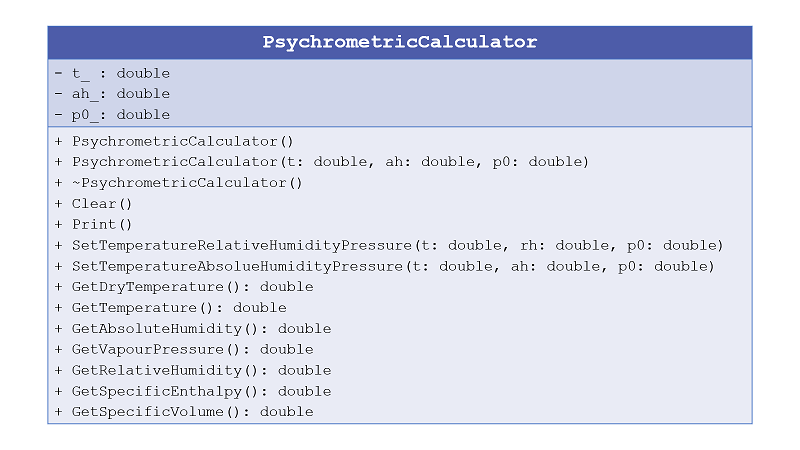 PsychrometricCalculator
- t_ : double
- ah_: double
- p0_: double
+ PsychrometricCalculator()
+ PsychrometricCalculator(t: double, ah: double, p0: double)
+ ~PsychrometricCalculator()
+ Clear()
+ Print()
+ SetTemperatureRelativeHumidityPressure(t: double, rh: double, p0: double)
+ SetTemperatureAbsolueHumidityPressure(t: double, ah: double, p0: double)
+ GetDryTemperature(): double
+ GetTemperature(): double
+ GetAbsoluteHumidity(): double
+ GetVapourPressure(): double
+ GetRelativeHumidity(): double
+ GetSpecificEnthalpy(): double
+ GetSpecificVolume(): double